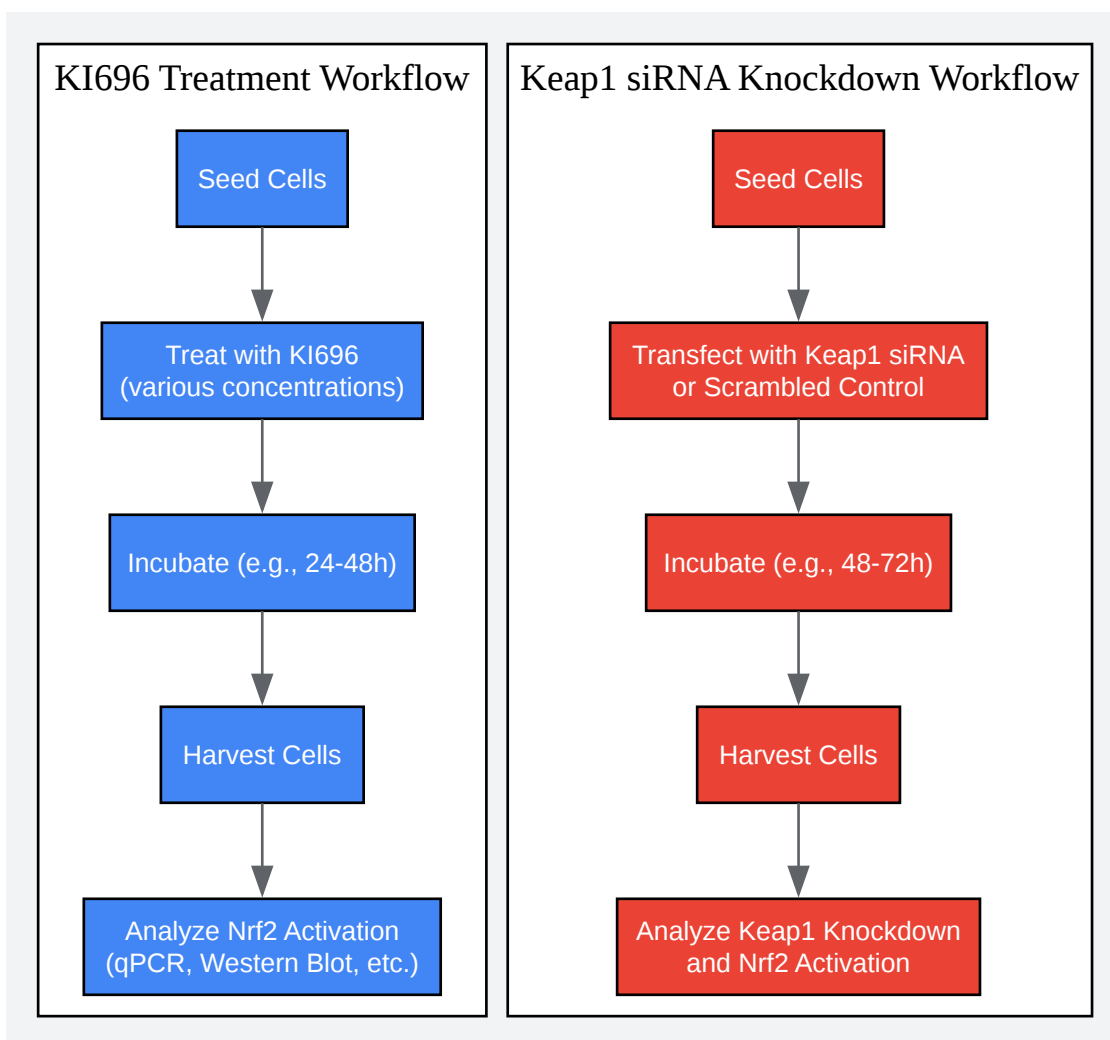 KI696 Treatment Workflow
Seed Cells
Treat with KI696
(various concentrations)
Incubate (e.g., 24-48h)
Harvest Cells
Analyze Nrf2 Activation
(qPCR, Western Blot, etc.)
Keap1 siRNA Knockdown Workflow
Seed Cells
Transfect with Keap1 siRNA
or Scrambled Control
Incubate (e.g., 48-72h)
Harvest Cells
Analyze Keap1 Knockdown
and Nrf2 Activation